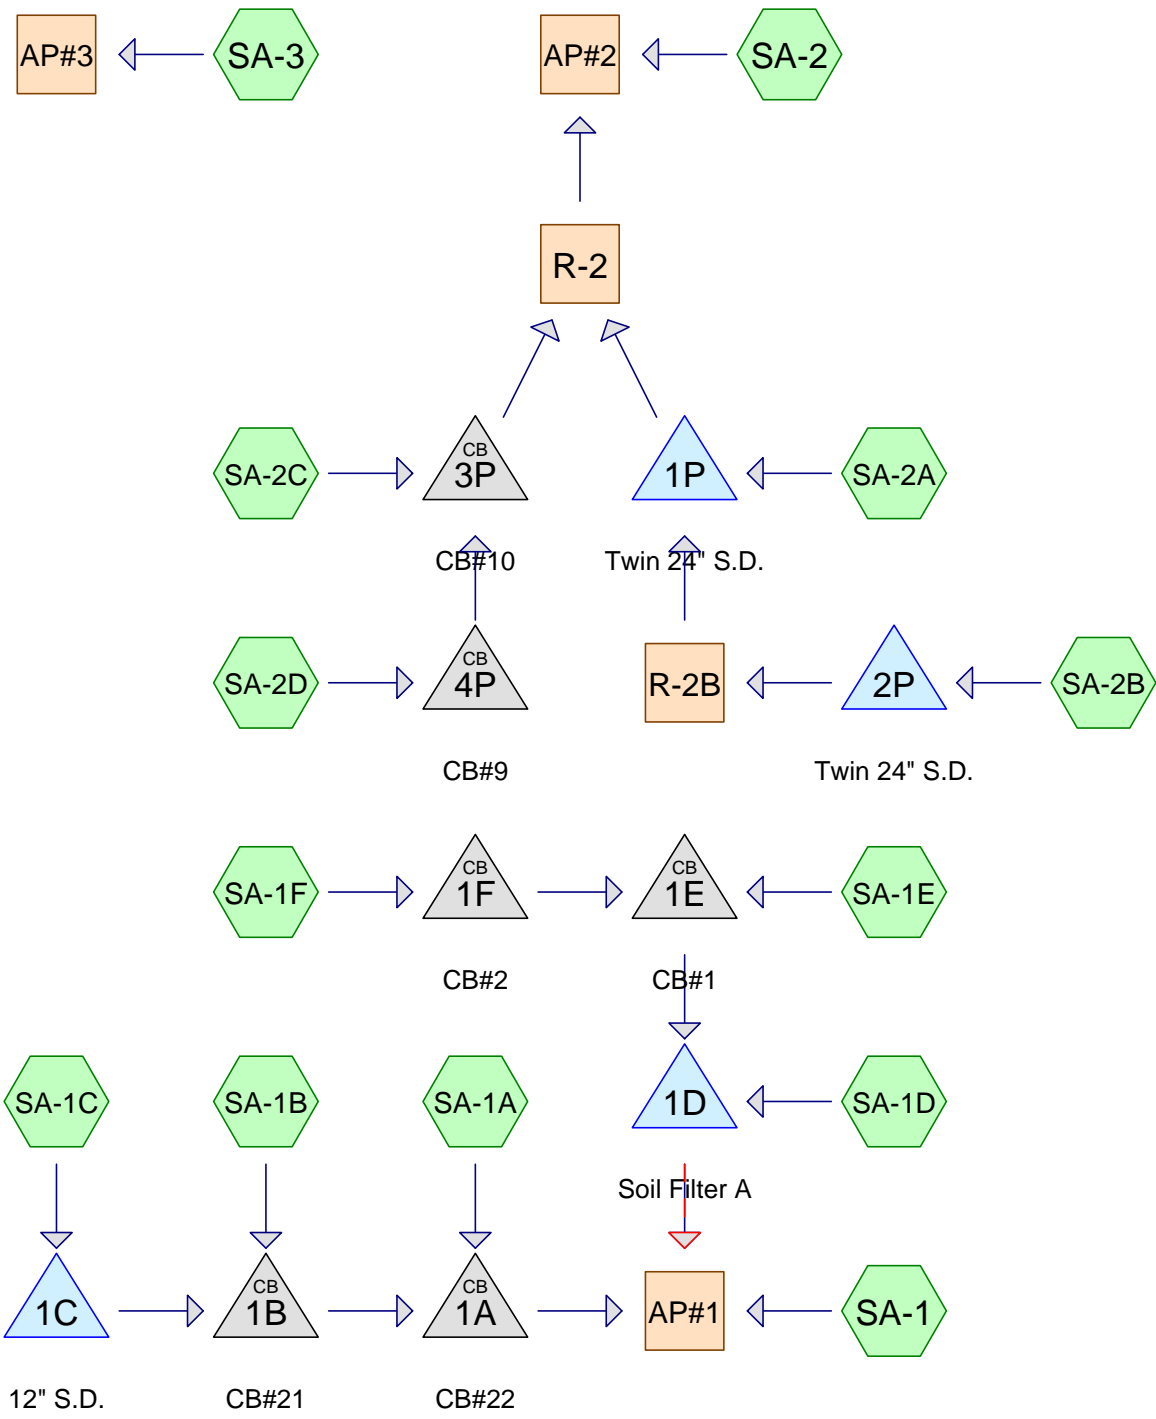 AP#3
SA-3
AP#2
SA-2
R-2
SA-2C
CB
3P
1P
SA-2A
CB#10
Twin 24" S.D.
SA-2D
CB
4P
R-2B
2P
SA-2B
CB#9
Twin 24" S.D.
SA-1F
CB
1F
CB
1E
SA-1E
CB#2
CB#1
SA-1C
SA-1B
SA-1A
1D
SA-1D
Soil Filter A
1C
CB
1B
CB
1A
AP#1
SA-1
12" S.D.
CB#21
CB#22